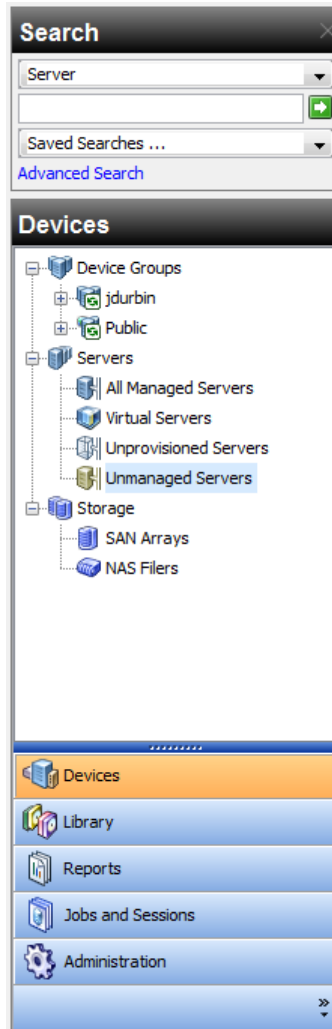 Search
Server
Saved Searches ...
Advanced Search
Devices
Device Groups
jdurbin
Public
Servers
All Managed Servers
Virtual Servers
Unprovisioned Servers
Unmanaged Servers
Storage
SAN Arrays
NAS Filers
Devices
Library
Reports
Jobs and Sessions
Administration
»